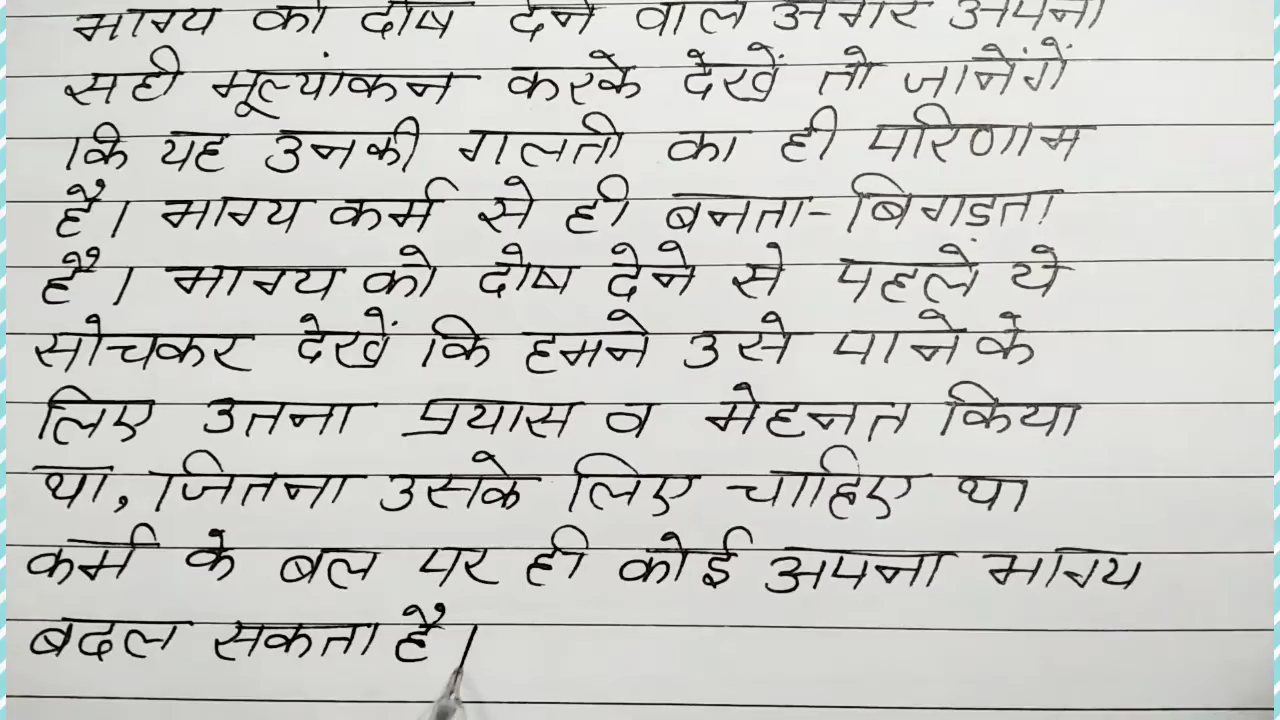 भाग्य को दोष देने वाले अगर अपना
सही मूल्यांकन करके देखें तो जानेंगें
कि यह उनकी गलती का ही परिणाम
है। भाग्य कर्म से ही बनता-बिगडता
है। भाग्य को दोष देने से पहलें ये
सोचकर देखें कि हमने उसे पाने के
लिए उतना प्रयास व मेहनत किया
था, जितना उसके लिए चाहिए था
कर्म के बल पर ही कोई अपना भाग्य
बदल सकता है।